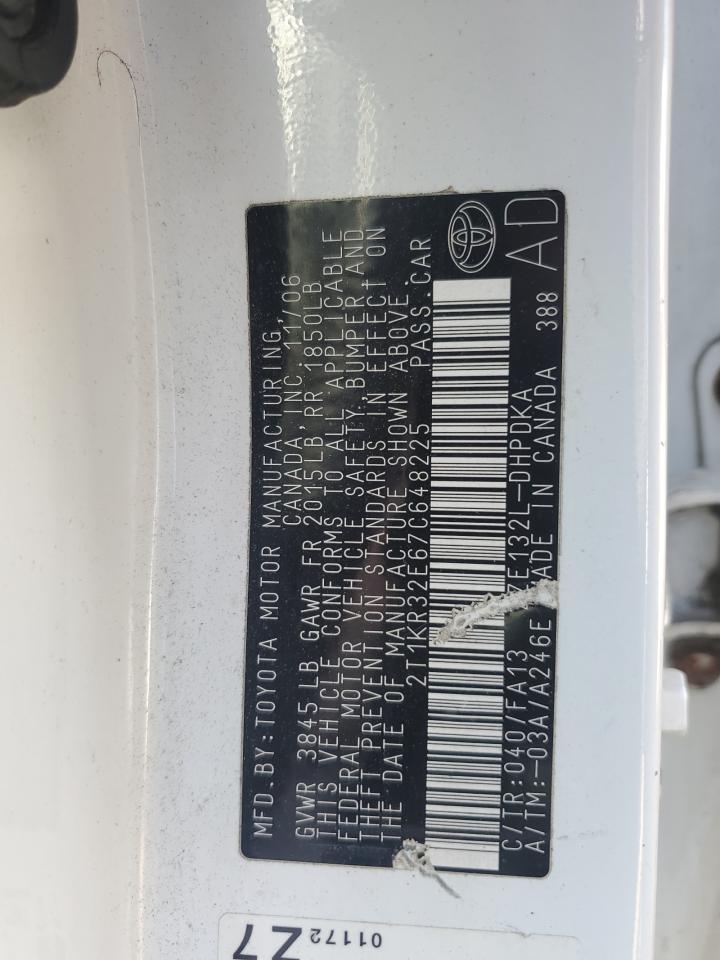 MFD.BY:TOYOTA MOTOR MANUFACTURING,
CANADA,INC. 11/06
GVWR 3845LB GAWR FR 2015LB,RR 1850LB
THIS VEHICLE CONFORMS TO ALL APPLICABLE
FEDERAL MOTOR VEHICLE SAFETY,BUMPER AND
THEFT PREVENTION STANDARDS IN EFFECT ON
THE DATE OF MANUFACTURE SHOWN ABOVE.
2T1KR32E67C648225 PASS.CAR
C/TR:040/FA13
E132L-DHPDKA
A/TM:-03A/A246E
MADE IN CANADA 388
AD
Z7
01172